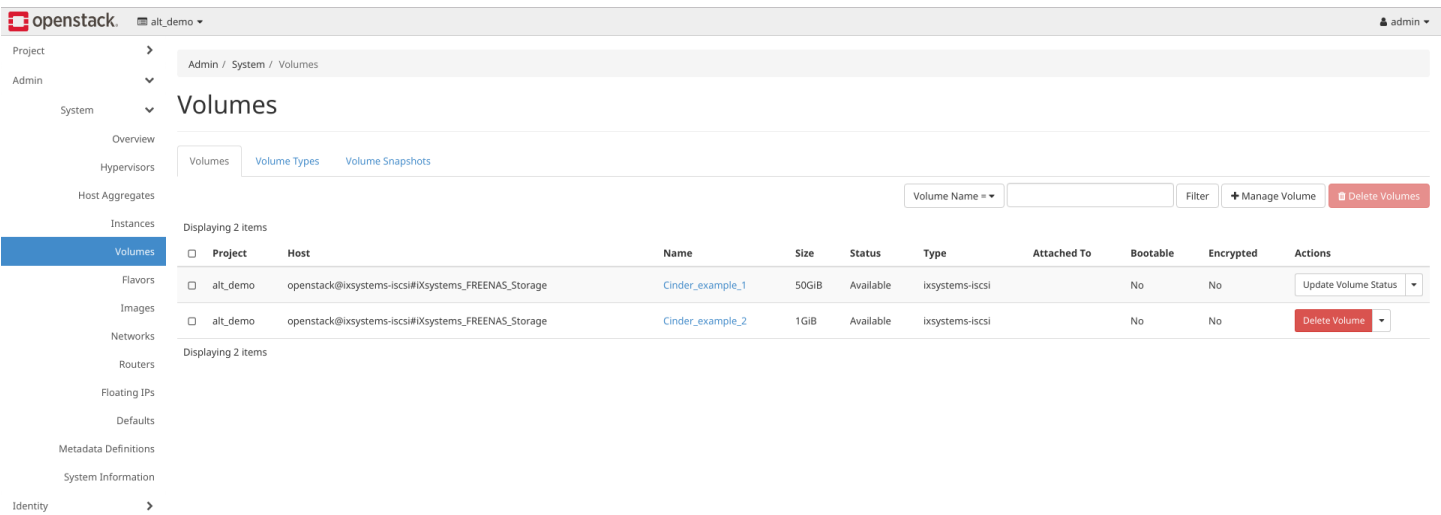 openstack. alt_demo admin
Project
Admin / System / Volumes
Admin
System
Volumes
Overview
Hypervisors
Host Aggregates
Instances
Volumes
Flavors
Images
Networks
Routers
Floating IPs
Defaults
Metadata Definitions
System Information
Identity
Volumes Volume Types Volume Snapshots
Volume Name = Filter Manage Volume Delete Volumes
Displaying 2 items
Project Host Name Size Status Type Attached To Bootable Encrypted Actions
alt_demo openstack@ixsystems-iscsi#iXsystems_FREENAS_Storage Cinder_example_1 50GiB Available ixsystems-iscsi No No Update Volume Status
alt_demo openstack@ixsystems-iscsi#iXsystems_FREENAS_Storage Cinder_example_2 1GiB Available ixsystems-iscsi No No Delete Volume
Displaying 2 items